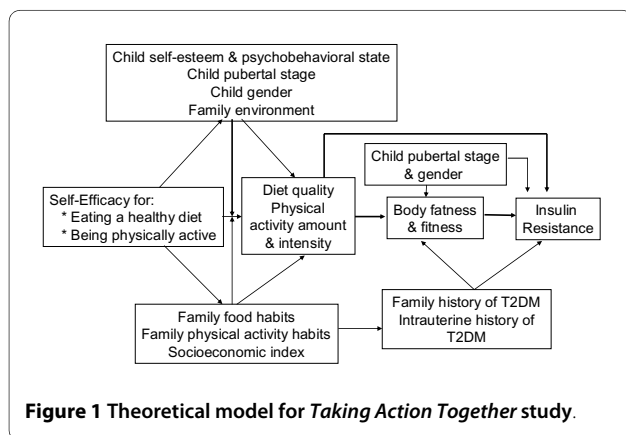 Child self-esteem & psychobehavioral state
Child pubertal stage
Child gender
Family environment
Child pubertal stage
& gender
Self-Efficacy for:
* Eating a healthy diet
* Being physically active
Diet quality
Physical
activity amount
& intensity
Body fatness
& fitness
Insulin
Resistance
Family food habits
Family physical activity habits
Socioeconomic index
Family history of T2DM
Intrauterine history of
T2DM
Figure 1 Theoretical model for Taking Action Together study.